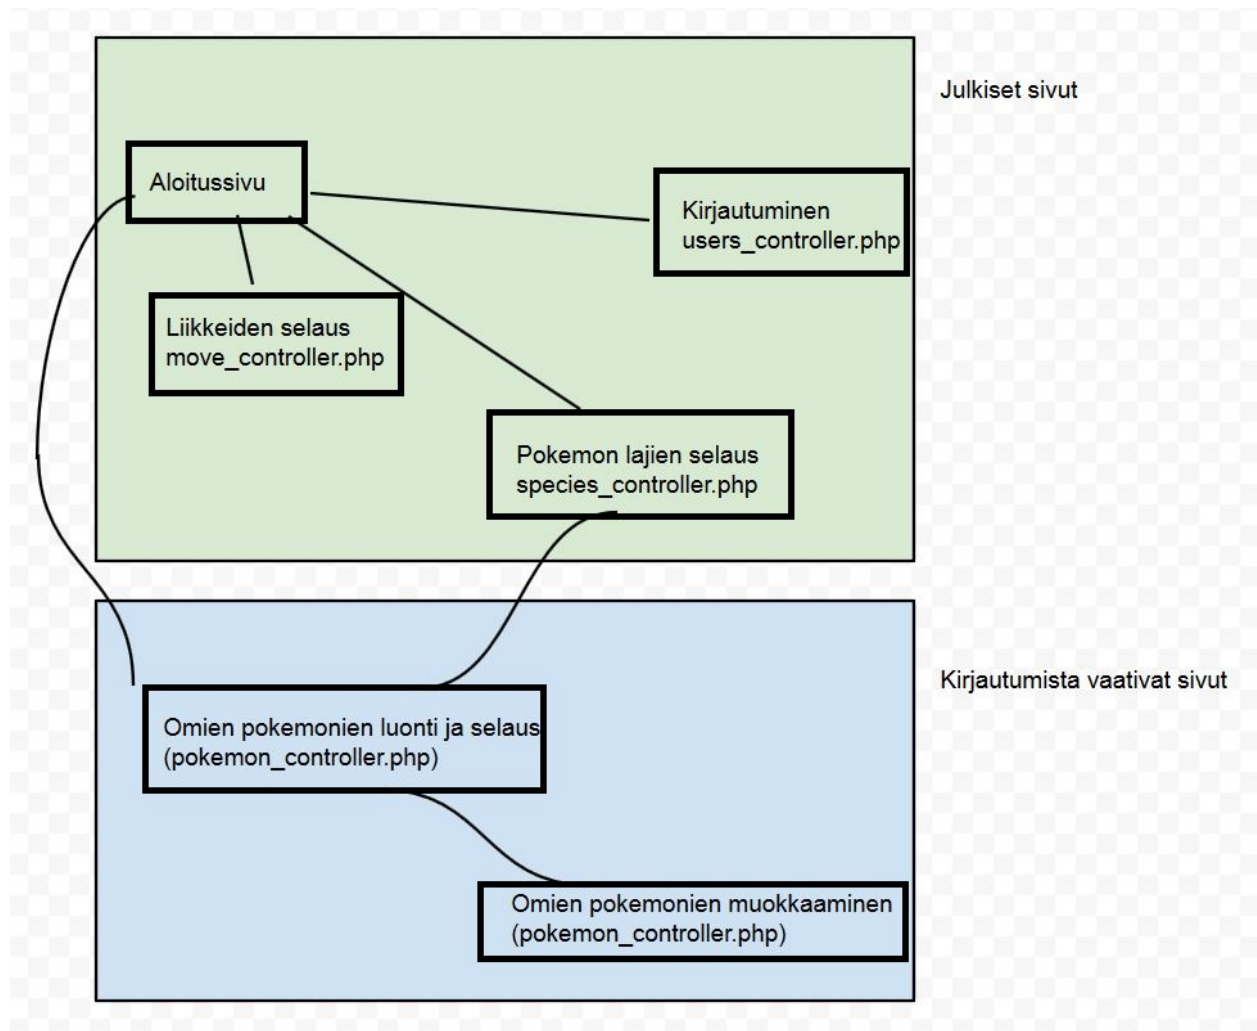 Julkiset sivut
Aloitussivu
Kirjautuminen
users_controller.php
Liikkeiden selaus
move_controller.php
Pokemon lajien selaus
species_controller.php
Kirjautumista vaativat sivut
Omien pokemonien luonti ja selaus
(pokemon_controller.php)
Omien pokemonien muokkaaminen
(pokemon_controller.php)